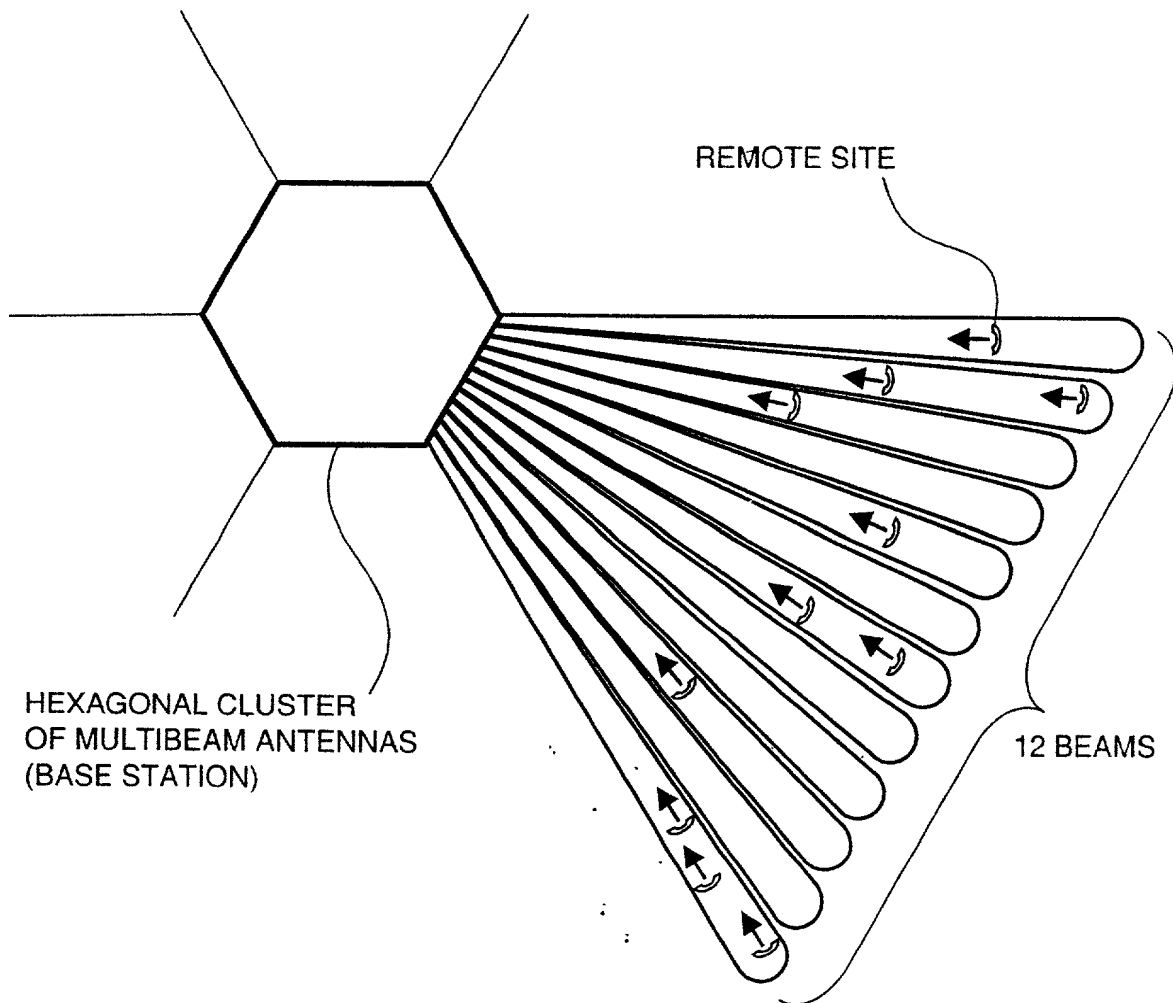 REMOTE SITE
HEXAGONAL CLUSTER
OF MULTIBEAM ANTENNAS
(BASE STATION)
12 BEAMS